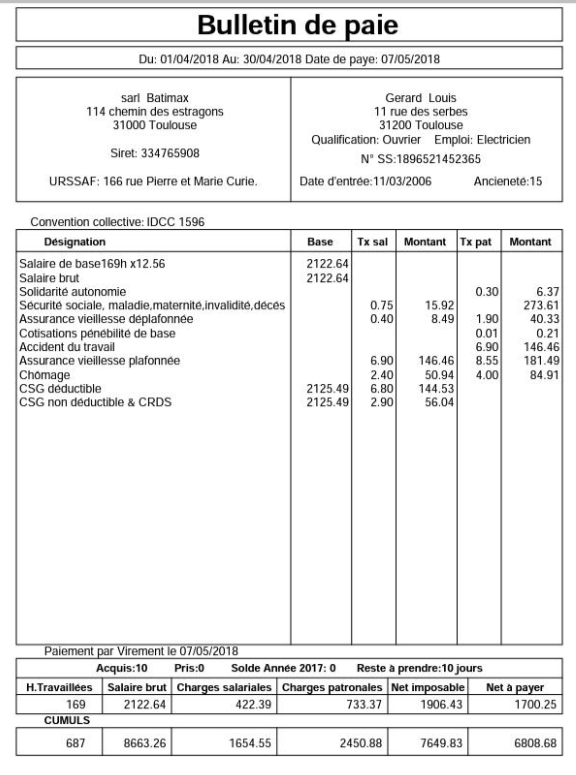 Bulletin de paie
Du: 01/04/2018 Au: 30/04/2018 Date de paye: 07/05/2018
sarl Batimax
114 chemin des estragons
31000 Toulouse
Siret: 334765908
URSSAF: 166 rue Pierre et Marie Curie.
Gerard Louis
11 rue des serbes
31200 Toulouse
Qualification: Ouvrier Emploi: Electricien
N° SS:1896521452365
Date d'entrée:11/03/2006 Ancieneté:15
Convention collective: IDCC 1596
Désignation Base Tx sal Montant Tx pat Montant
Salaire de base169h x12.56 2122.64
Salaire brut 2122.64
Solidarité autonomie 0.30 6.37
Sécurité sociale, maladie,maternité,invalidité,décés 0.75 15.92 273.61
Assurance vieillesse déplafonnée 0.40 8.49 1.90 40.33
Cotisations pénébilité de base 0.01 0.21
Accident du travail 6.90 146.46
Assurance vieillesse plafonnée 6.90 146.46 8.55 181.49
Chômage 2.40 50.94 4.00 84.91
CSG déductible 2125.49 6.80 144.53
CSG non déductible & CRDS 2125.49 2.90 56.04
Paiement par Virement le 07/05/2018
Acquis:10 Pris:0 Solde Année 2017: 0 Reste à prendre:10 jours
H.Travaillées Salaire brut Charges salariales Charges patronales Net imposable Net à payer
169 2122.64 422.39 733.37 1906.43 1700.25
CUMULS
687 8663.26 1654.55 2450.88 7649.83 6808.68